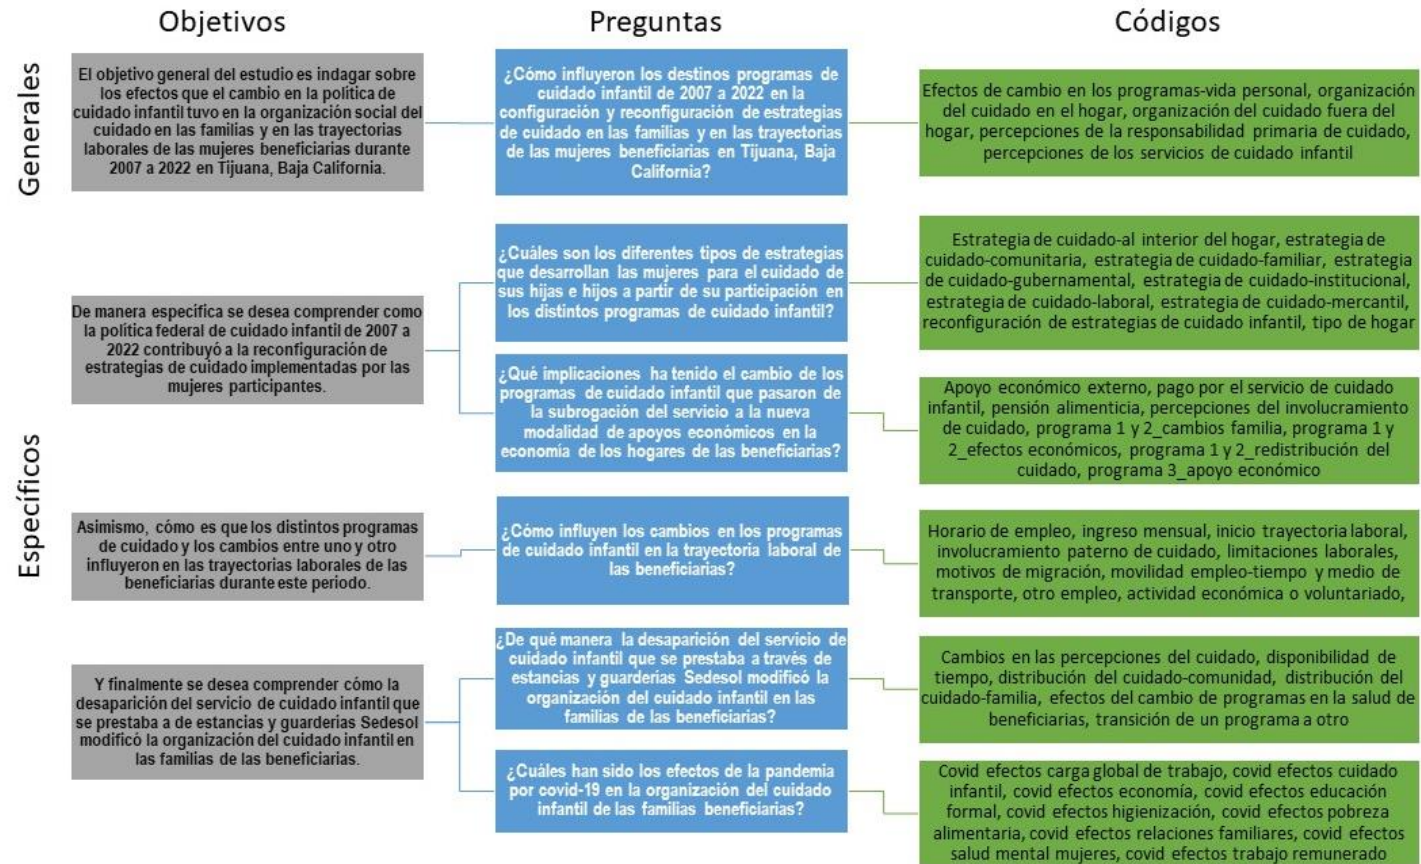 Objetivos
Preguntas
Códigos
Generales
El objetivo general del estudio es indagar sobre
los efectos que el cambio en la política de
cuidado infantil tuvo en la organización social del
cuidado en las familias y en las trayectorias
laborales de las mujeres beneficiarias durante
2007 a 2022 en Tijuana, Baja California.
¿Cómo influyeron los destinos programas de
cuidado infantil de 2007 a 2022 en la
configuración y reconfiguración de estrategias
de cuidado en las familias y en las trayectorias
de las mujeres beneficiarias en Tijuana, Baja
California?
Efectos de cambio en los programas-vida personal, organización
del cuidado en el hogar, organización del cuidado fuera del
hogar, percepciones de la responsabilidad primaria de cuidado,
percepciones de los servicios de cuidado infantil
Específicos
De manera específica se desea comprender como
la política federal de cuidado infantil de 2007 a
2022 contribuyó a la reconfiguración de
estrategias de cuidado implementadas por las
mujeres participantes.
¿Cuáles son los diferentes tipos de estrategias
que desarrollan las mujeres para el cuidado de
sus hijas e hijos a partir de su participación en
los distintos programas de cuidado infantil?
Estrategia de cuidado-al interior del hogar, estrategia de
cuidado-comunitaria, estrategia de cuidado-familiar, estrategia
de cuidado-gubernamental, estrategia de cuidado-institucional,
estrategia de cuidado-laboral, estrategia de cuidado-mercantil,
reconfiguración de estrategias de cuidado infantil, tipo de hogar
¿Qué implicaciones ha tenido el cambio de los
programas de cuidado infantil que pasaron de
la subrogación del servicio a la nueva
modalidad de apoyos económicos en la
economía de los hogares de las beneficiarias?
Apoyo económico externo, pago por el servicio de cuidado
infantil, pensión alimenticia, percepciones del involucramiento
de cuidado, programa 1 y 2_cambios familia, programa 1 y
2_efectos económicos, programa 1 y 2_redistribución del
cuidado, programa 3_apoyo económico
Asimismo, cómo es que los distintos programas
de cuidado y los cambios entre uno y otro
influyeron en las trayectorias laborales de las
beneficiarias durante este periodo.
¿Cómo influyen los cambios en los programas
de cuidado infantil en la trayectoria laboral de
las beneficiarias?
Horario de empleo, ingreso mensual, inicio trayectoria laboral,
involucramiento paterno de cuidado, limitaciones laborales,
motivos de migración, movilidad empleo-tiempo y medio de
transporte, otro empleo, actividad económica o voluntariado,
Y finalmente se desea comprender cómo la
desaparición del servicio de cuidado infantil que
se prestaba a de estancias y guarderias Sedesol
modificó la organización del cuidado infantil en
las familias de las beneficiarias.
¿De qué manera la desaparición del servicio de
cuidado infantil que se prestaba a través de
estancias y guarderias Sedesol modificó la
organización del cuidado infantil en las
familias de las beneficiarias?
Cambios en las percepciones del cuidado, disponibilidad de
tiempo, distribución del cuidado-comunidad, distribución del
cuidado-familia, efectos del cambio de programas en la salud de
beneficiarias, transición de un programa a otro
¿Cuáles han sido los efectos de la pandemia
por covid-19 en la organización del cuidado
infantil de las familias beneficiarias?
Covid efectos carga global de trabajo, covid efectos cuidado
infantil, covid efectos economía, covid efectos educación
formal, covid efectos higienización, covid efectos pobreza
alimentaria, covid efectos relaciones familiares, covid efectos
salud mental mujeres, covid efectos trabajo remunerado